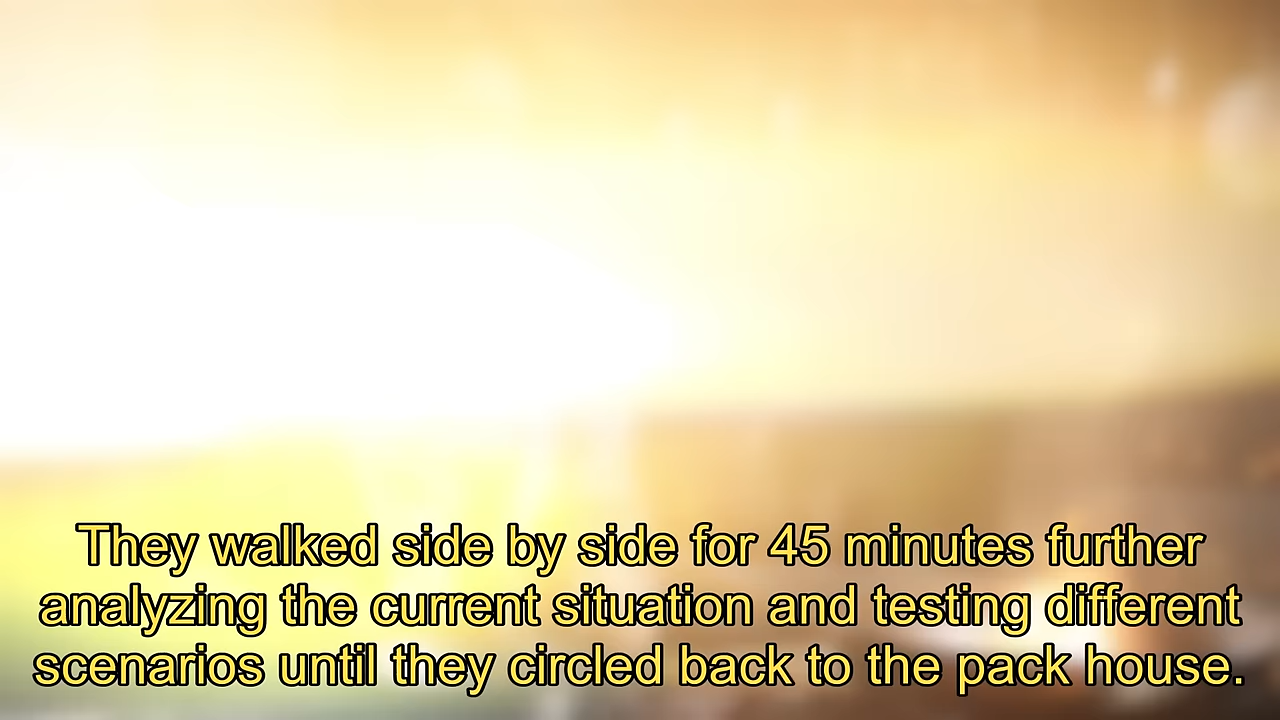 They walked side by side for 45 minutes further
analyzing the current situation and testing different
scenarios until they circled back to the pack house.